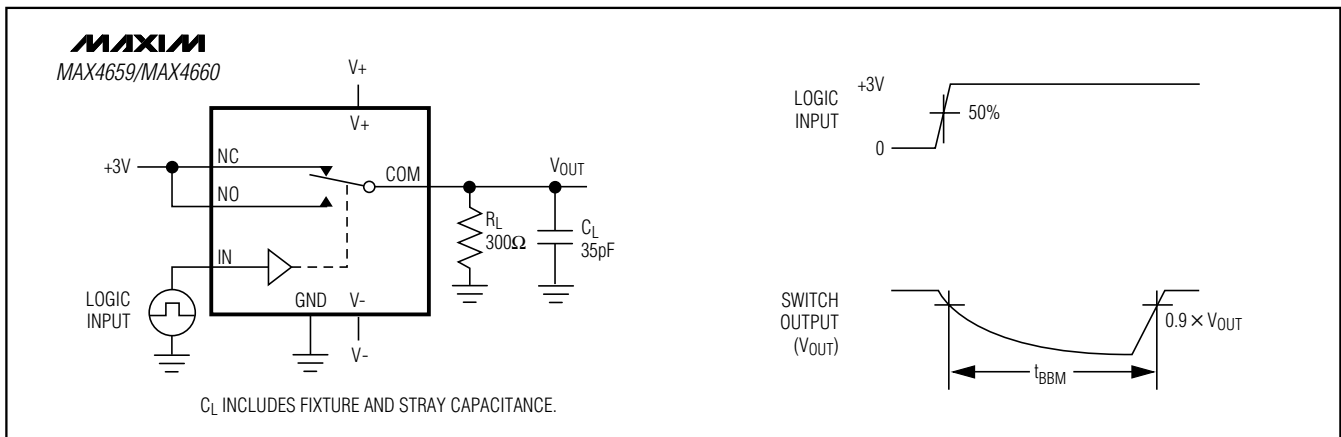 MAXIM
MAX4659/MAX4660
V+
V+
+3V
NC
COM
VOUT
NO
RL
300Ω
CL
35pF
IN
LOGIC
INPUT
GND
V-
V-
CL INCLUDES FIXTURE AND STRAY CAPACITANCE.
LOGIC
INPUT
+3V
50%
0
SWITCH
OUTPUT
(VOUT)
0.9 × VOUT
tBBM